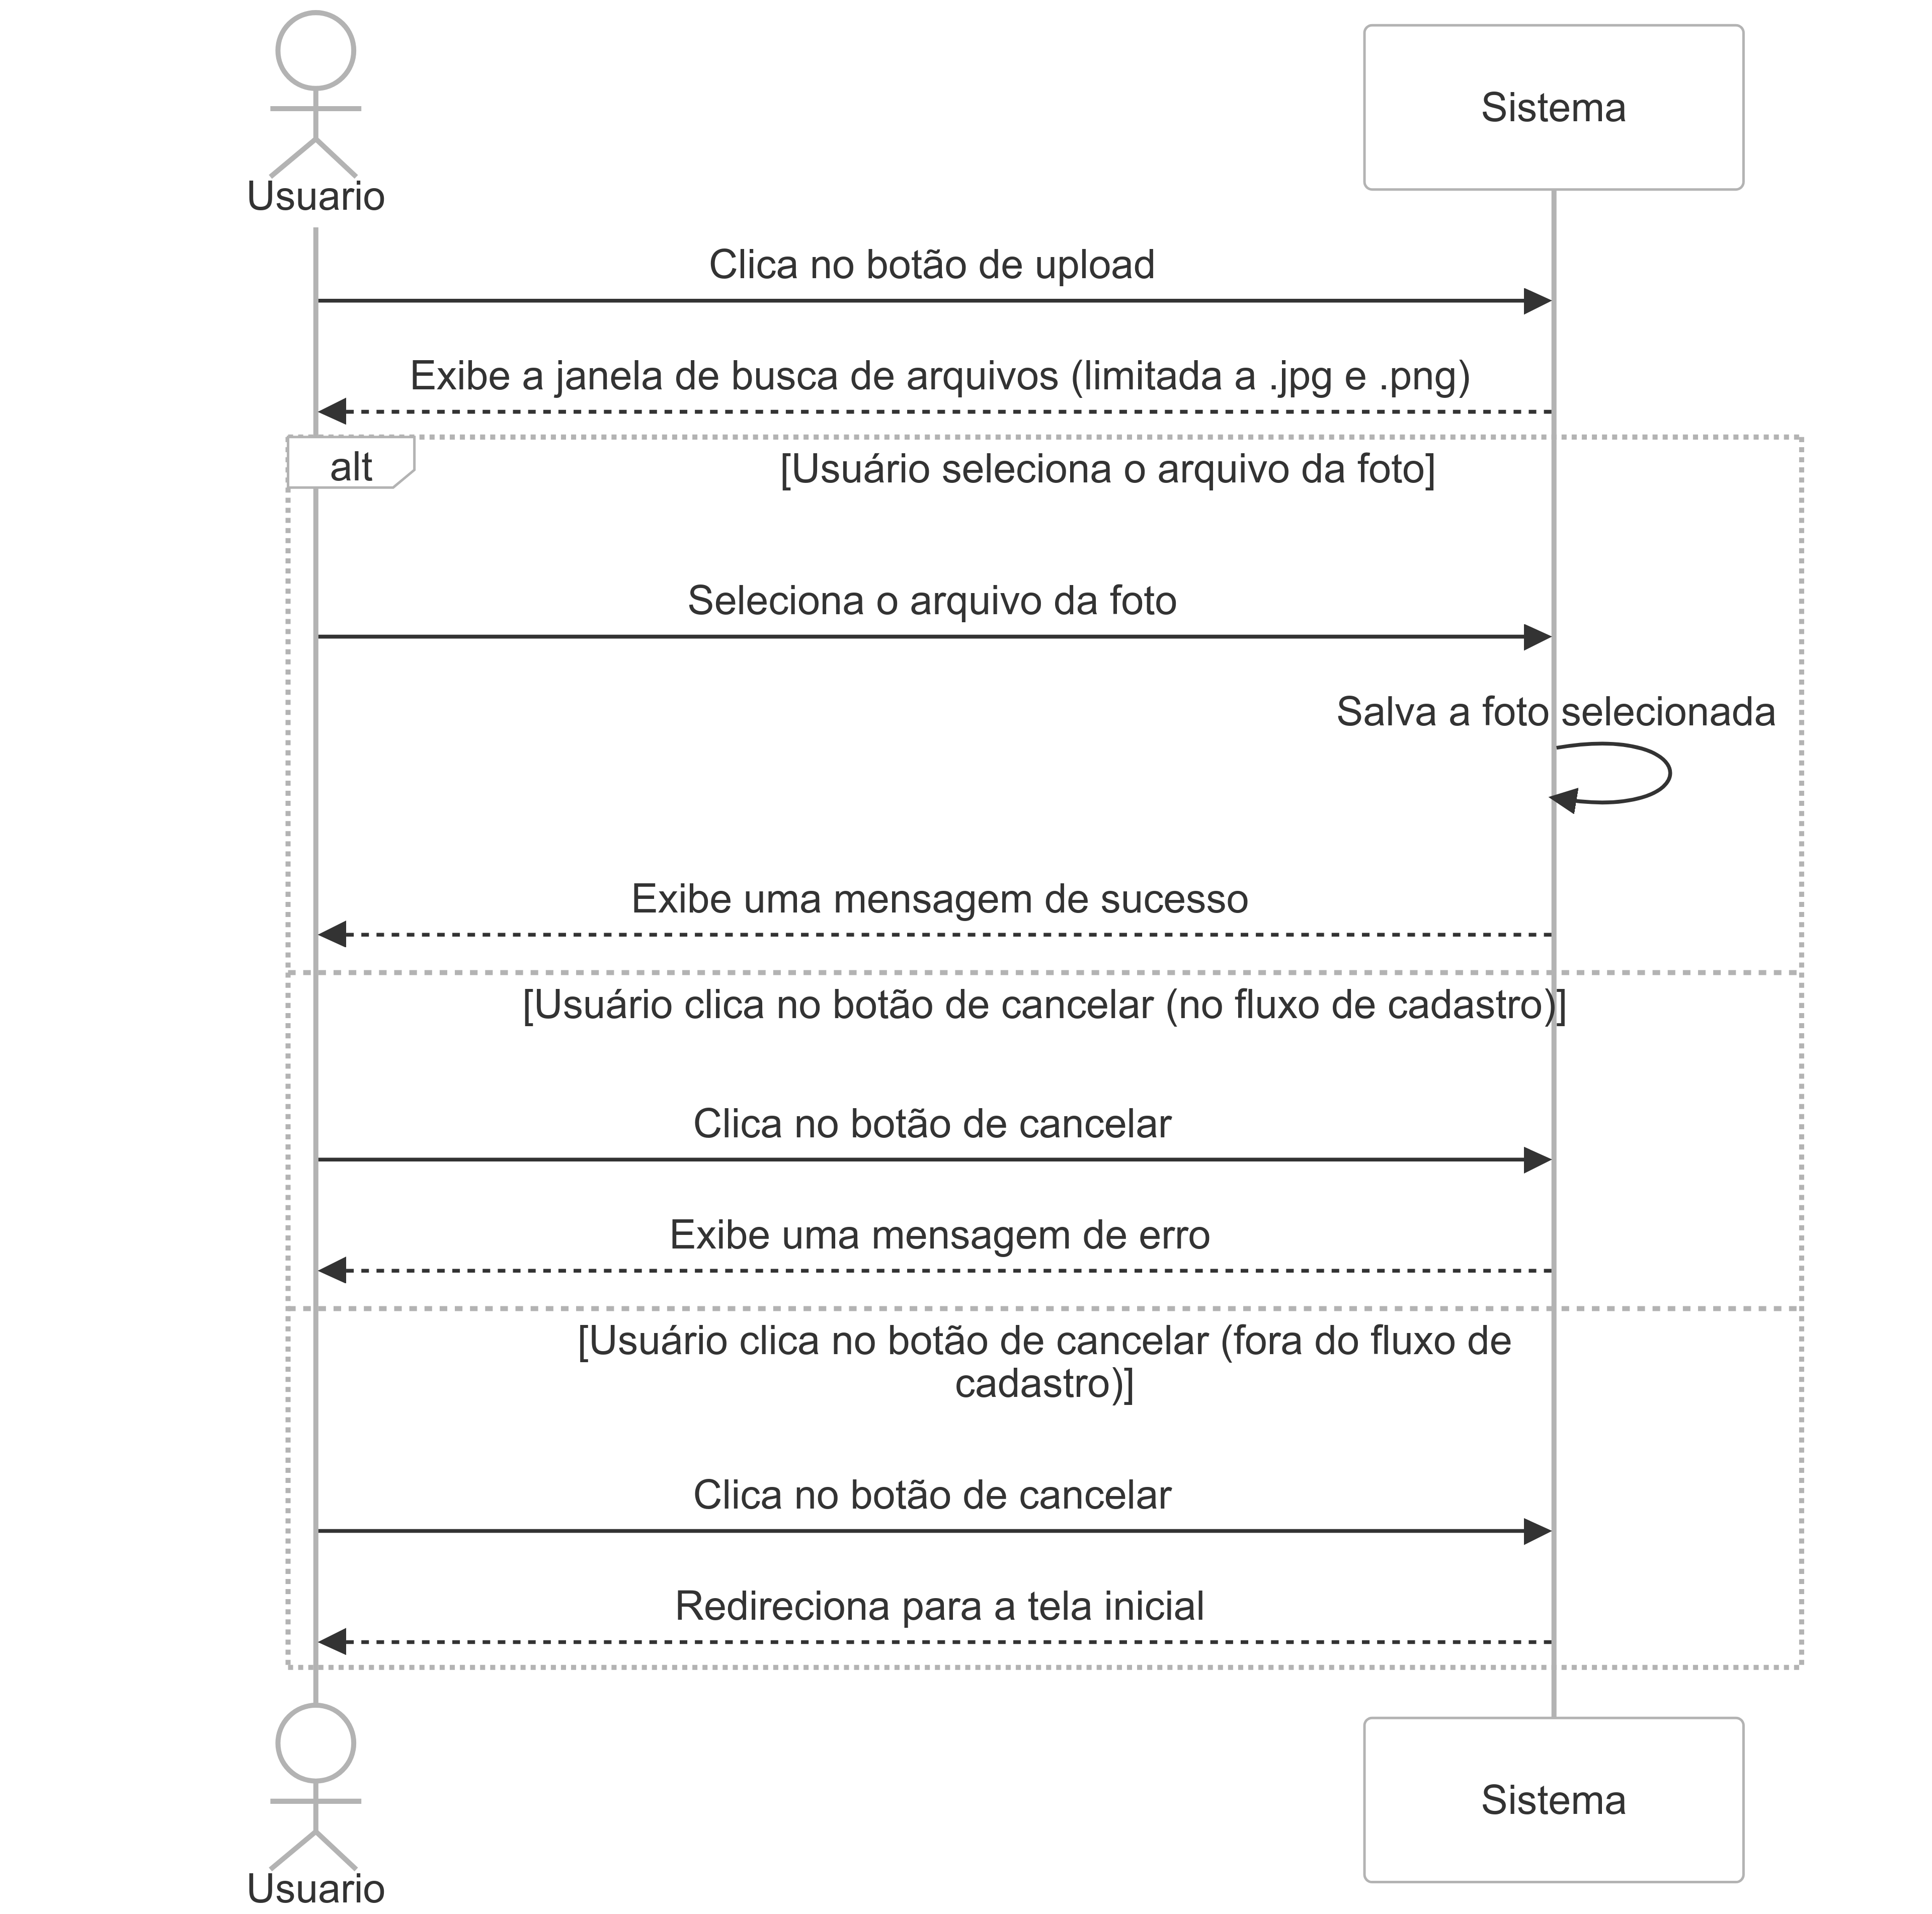 Usuario
Sistema
Clica no botão de upload
Exibe a janela de busca de arquivos (limitada a .jpg e .png)
alt
[Usuário seleciona o arquivo da foto]
Seleciona o arquivo da foto
Salva a foto selecionada
Exibe uma mensagem de sucesso
[Usuário clica no botão de cancelar (no fluxo de cadastro)]
Clica no botão de cancelar
Exibe uma mensagem de erro
[Usuário clica no botão de cancelar (fora do fluxo de
cadastro)]
Clica no botão de cancelar
Redireciona para a tela inicial
Usuario
Sistema